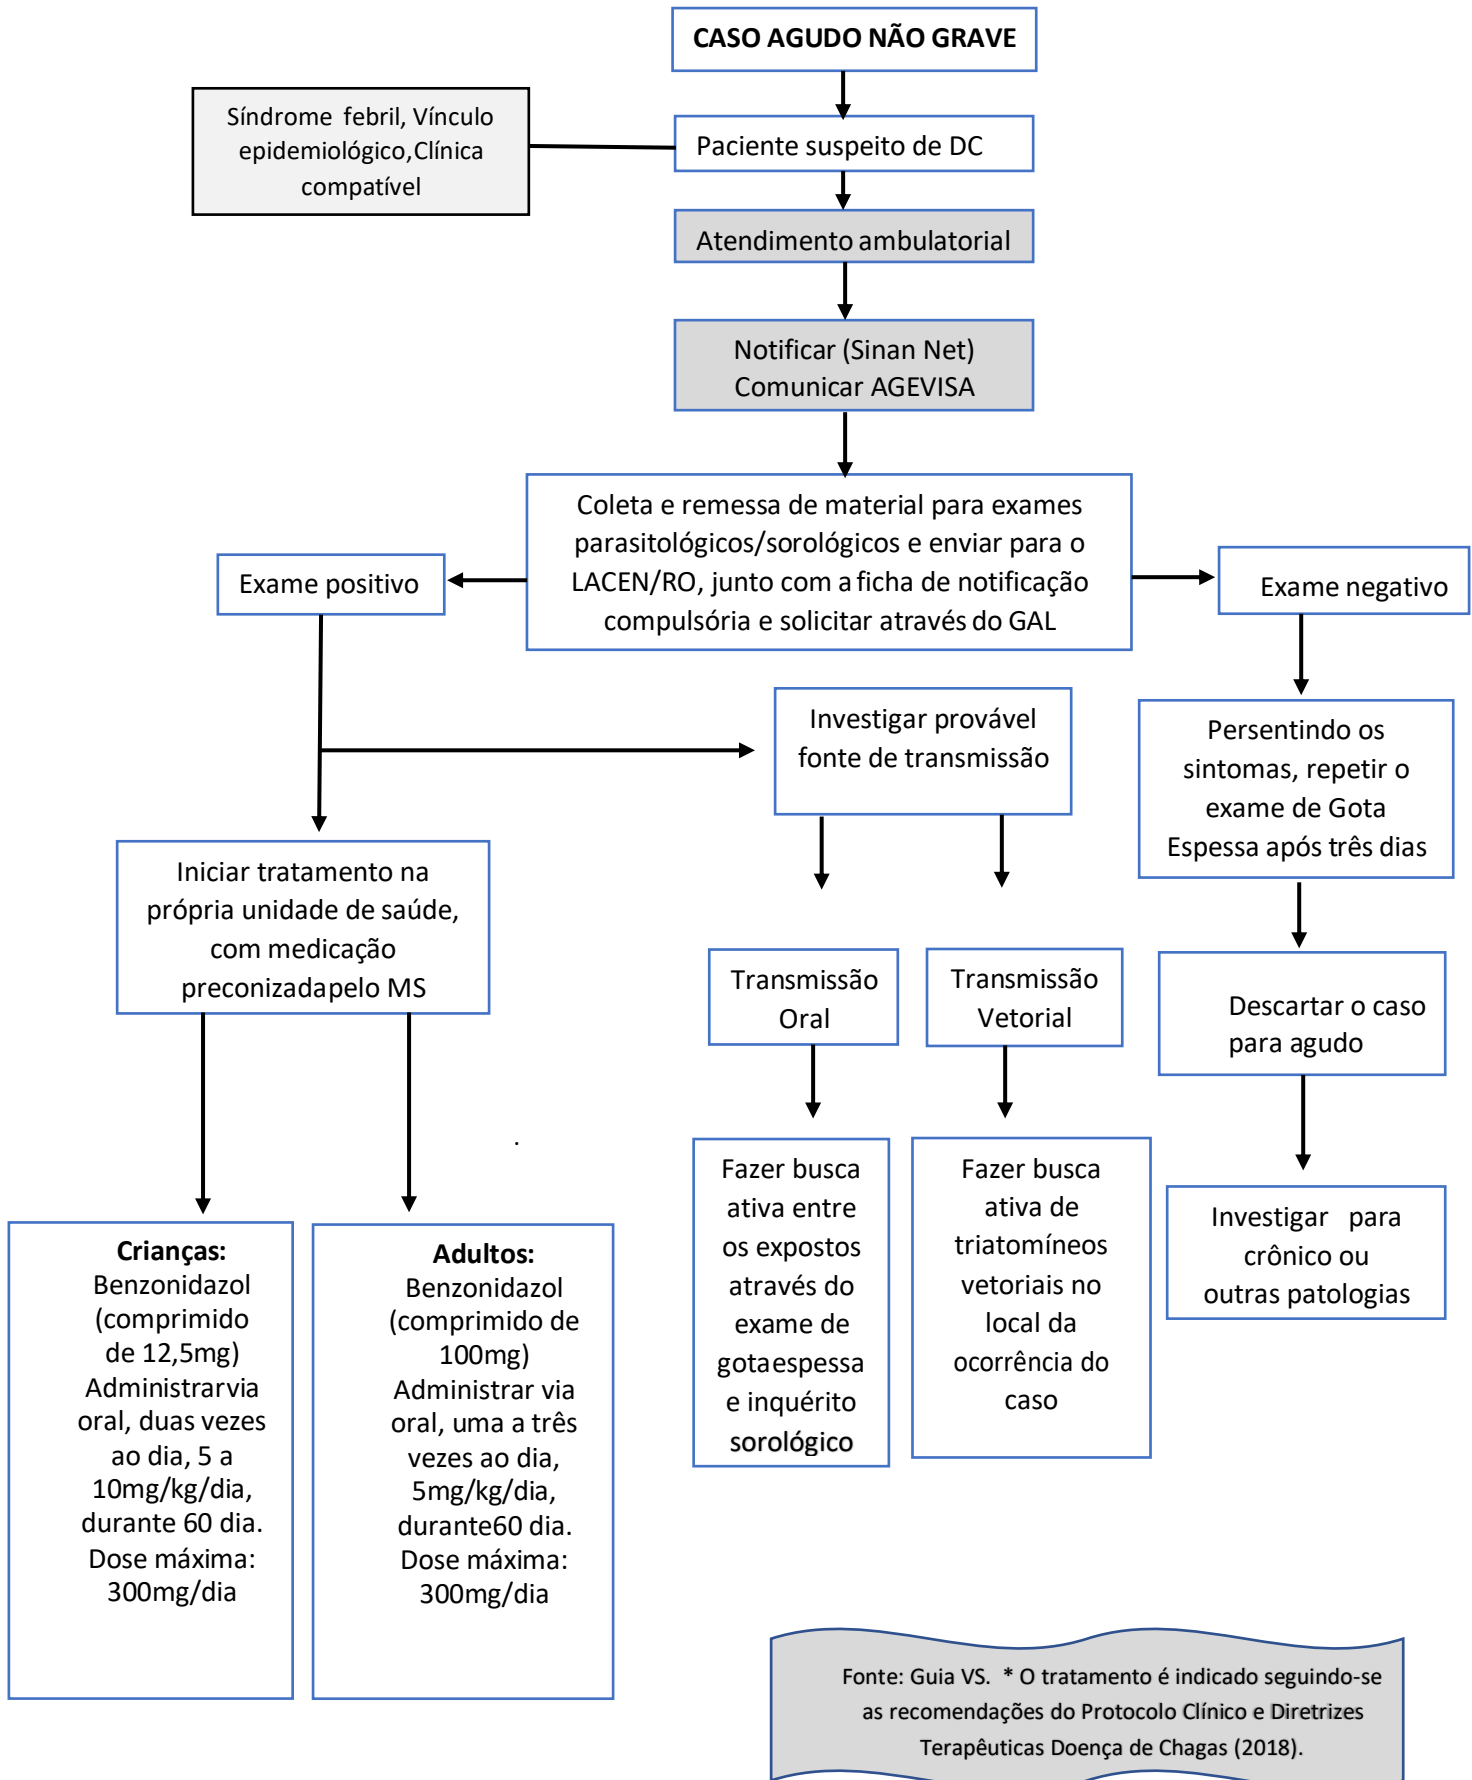 CASO AGUDO NÃO GRAVE
Síndrome febril, Vínculo
epidemiológico,Clínica
compatível
Paciente suspeito de DC
Atendimento ambulatorial
Notificar (Sinan Net)
Comunicar AGEVISA
Coleta e remessa de material para exames
parasitológicos/sorológicos e enviar para o
LACEN/RO, junto com a ficha de notificação
compulsória e solicitar através do GAL
Exame positivo
Exame negativo
Investigar provável
fonte de transmissão
Persentindo os
sintomas, repetir o
exame de Gota
Espessa após três dias
Iniciar tratamento na
própria unidade de saúde,
com medicação
preconizadapelo MS
Transmissão
Oral
Transmissão
Vetorial
Descartar o caso
para agudo
.
Fazer busca
ativa entre
os expostos
através do
exame de
gotaespessa
e inquérito
sorológico
Fazer busca
ativa de
triatomíneos
vetoriais no
local da
ocorrência do
caso
Investigar para
crônico ou
outras patologias
Crianças:
Benzonidazol
(comprimido
de 12,5mg)
Administrarvia
oral, duas vezes
ao dia, 5 a
10mg/kg/dia,
durante 60 dia.
Dose máxima:
300mg/dia
Adultos:
Benzonidazol
(comprimido de
100mg)
Administrar via
oral, uma a três
vezes ao dia,
5mg/kg/dia,
durante60 dia.
Dose máxima:
300mg/dia
Fonte: Guia VS. * O tratamento é indicado seguindo-se
as recomendações do Protocolo Clínico e Diretrizes
Terapêuticas Doença de Chagas (2018).